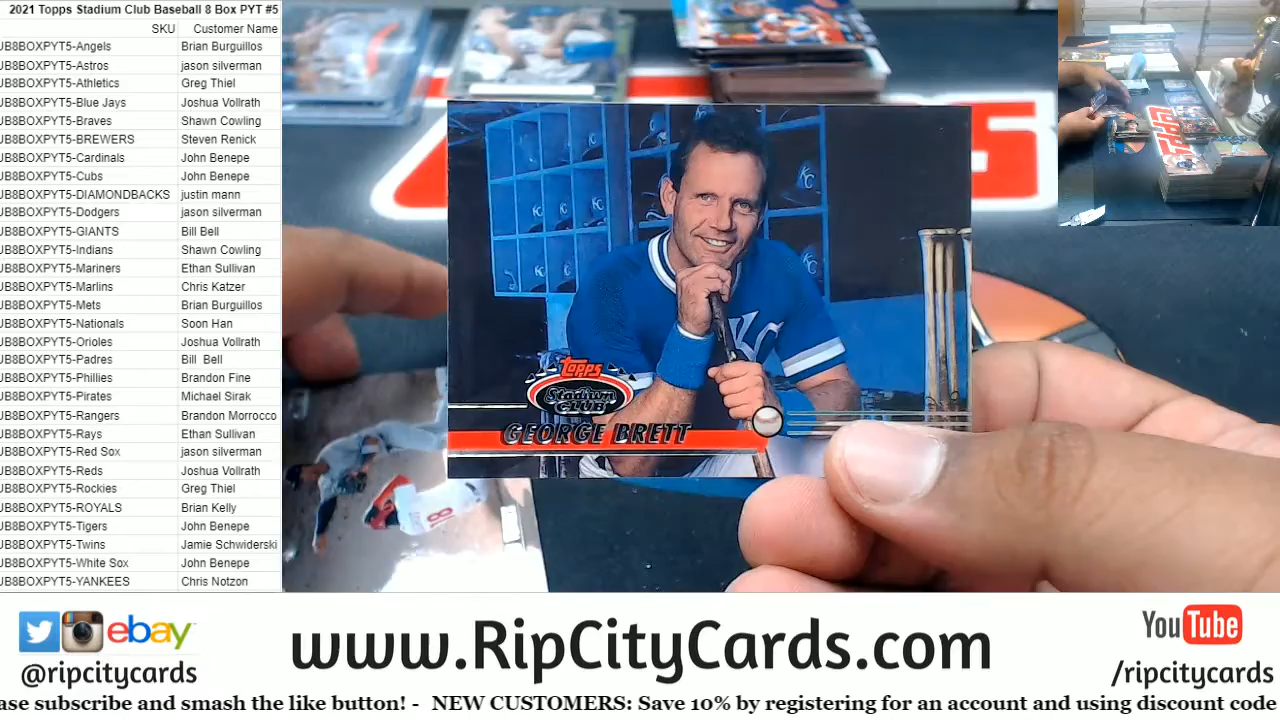 2021 Topps Stadium Club Baseball 8 Box PYT #5
SKU Customer Name
JB8BOXPYT5-Angels Brian Burguillos
JB8BOXPYT5-Astros jason silverman
JB8BOXPYT5-Athletics Greg Thiel
JB8BOXPYT5-Blue Jays Joshua Vollrath
JB8BOXPYT5-Braves Shawn Cowling
JB8BOXPYT5-BREWERS Steven Renick
JB8BOXPYT5-Cardinals John Benepe
JB8BOXPYT5-Cubs John Benepe
JB8BOXPYT5-DIAMONDBACKS justin mann
JB8BOXPYT5-Dodgers jason silverman
JB8BOXPYT5-GIANTS Bill Bell
JB8BOXPYT5-Indians Shawn Cowling
JB8BOXPYT5-Mariners Ethan Sullivan
JB8BOXPYT5-Marlins Chris Katzer
JB8BOXPYT5-Mets Brian Burguillos
JB8BOXPYT5-Nationals Soon Han
JB8BOXPYT5-Orioles Joshua Vollrath
JB8BOXPYT5-Padres Bill Bell
JB8BOXPYT5-Phillies Brandon Fine
JB8BOXPYT5-Pirates Michael Sirak
JB8BOXPYT5-Rangers Brandon Morrocco
JB8BOXPYT5-Rays Ethan Sullivan
JB8BOXPYT5-Red Sox jason silverman
JB8BOXPYT5-Reds Joshua Vollrath
JB8BOXPYT5-Rockies Greg Thiel
JB8BOXPYT5-ROYALS Brian Kelly
JB8BOXPYT5-Tigers John Benepe
JB8BOXPYT5-Twins Jamie Schwiderski
JB8BOXPYT5-White Sox John Benepe
JB8BOXPYT5-YANKEES Chris Notzon
KC
Topps
Stadium
CLUB
GEORGE BRETT
ebay
@ripcitycards
www.RipCityCards.com
YouTube
/ripcitycards
ase subscribe and smash the like button! - NEW CUSTOMERS: Save 10% by registering for an account and using discount code